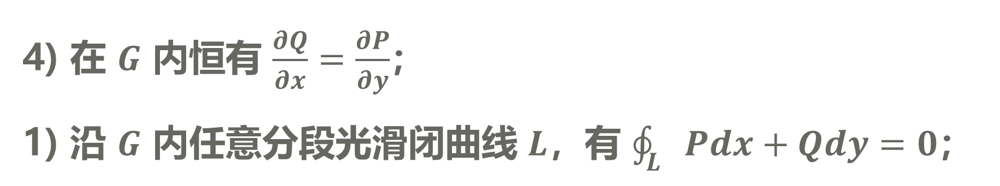 4) 在 G 内恒有 ∂Q/∂x = ∂P/∂y;
1) 沿 G 内任意分段光滑闭曲线 L, 有 ∮_L Pdx + Qdy = 0;